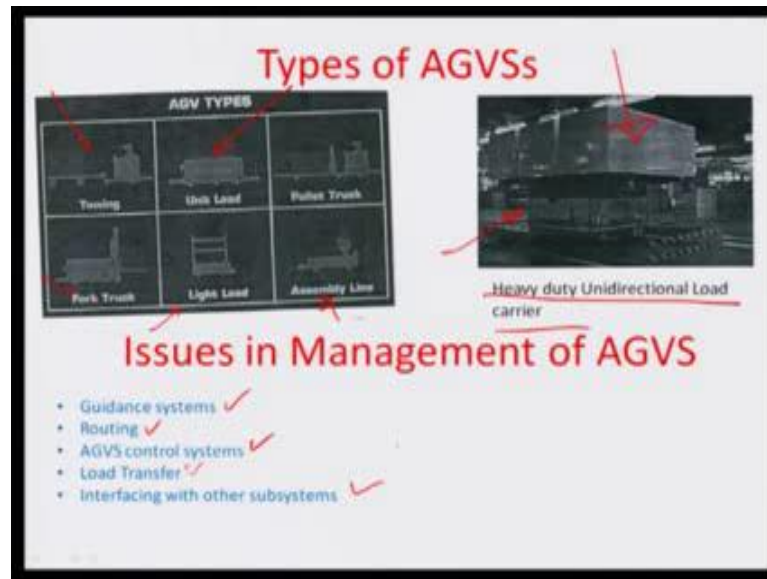 Types of AGVSs
AGV TYPES
Towing
Unit Load
Pallet Truck
Fork Truck
Light Load
Assembly Line
Heavy duty Unidirectional Load
carrier
Issues in Management of AGVS
• Guidance systems
• Routing
• AGVS control systems
• Load Transfer
• Interfacing with other subsystems